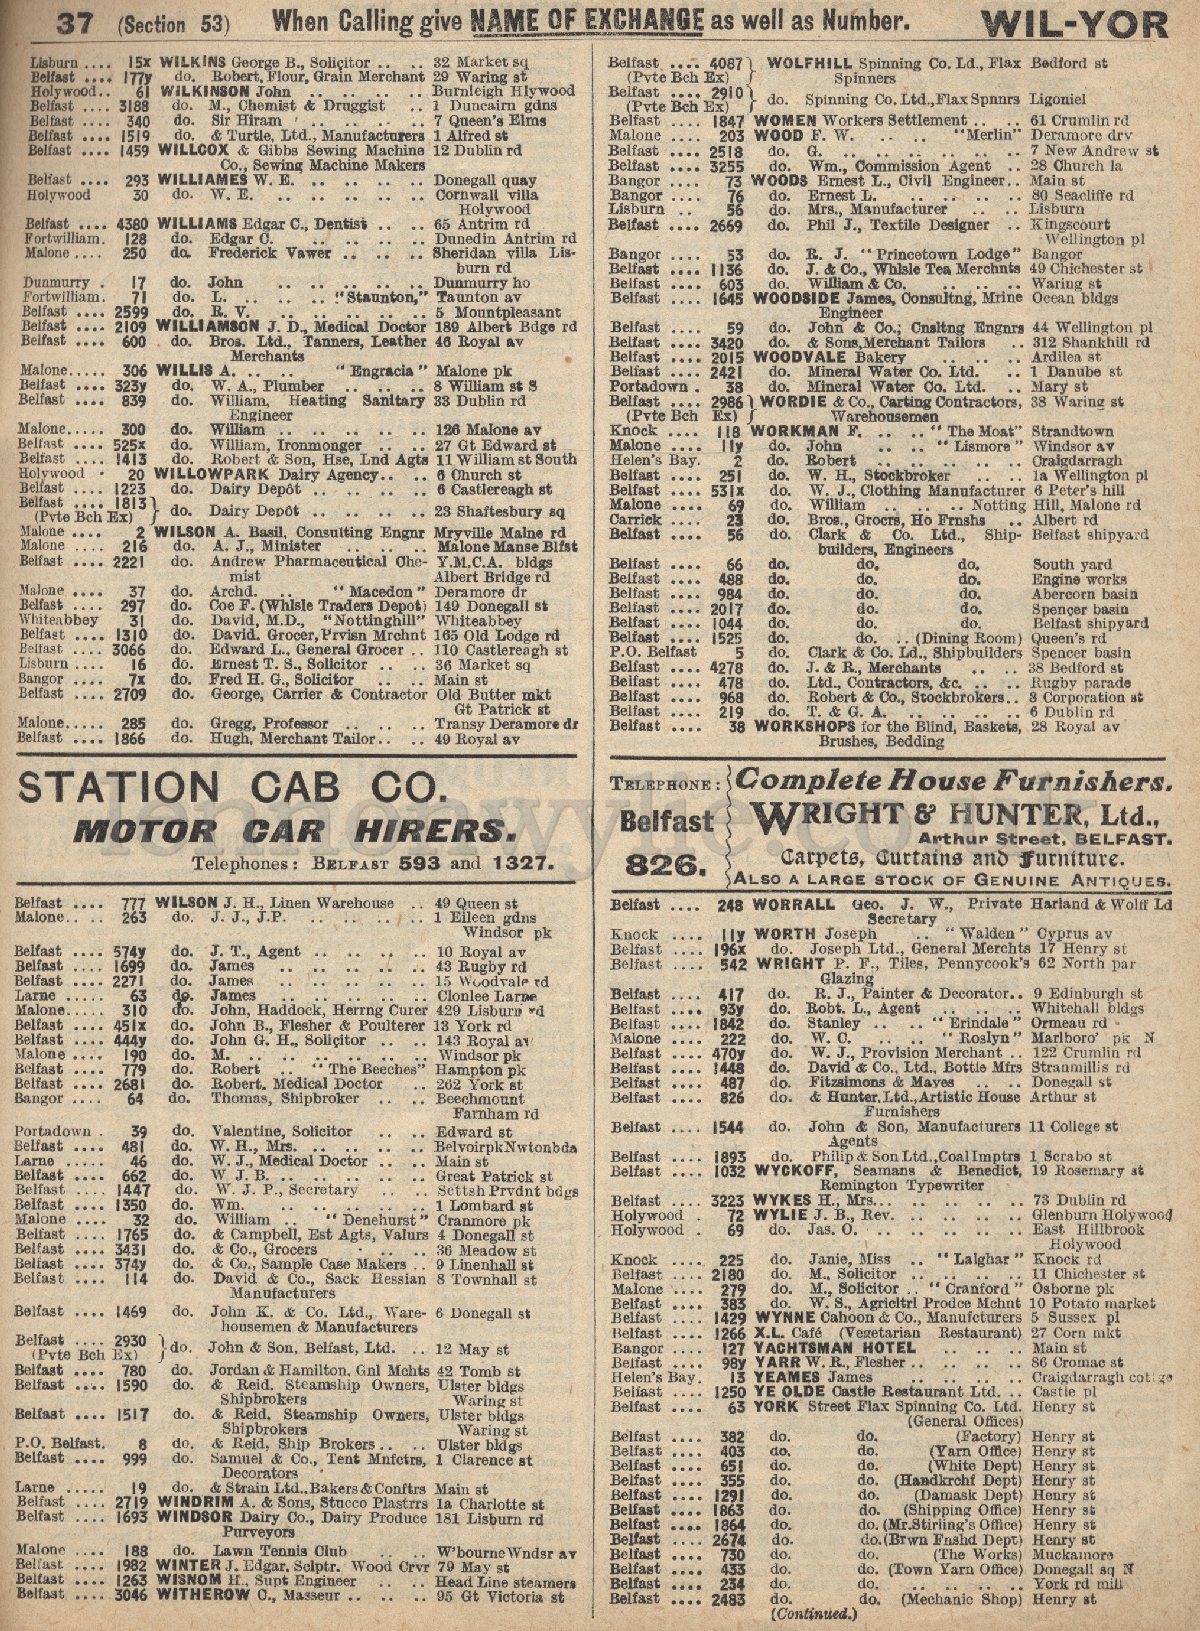 37 (Section 53) When Calling give NAME OF EXCHANGE as well as Number. WIL-YOR
Lisburn .... 15x WILKINS George B., Solicitor .. .. 32 Market sq
Belfast .... 177y do. Robert, Flour, Grain Merchant 29 Waring st
Holywood.. 61 WILKINSON John .. .. .. .. Burnleigh Hlywood
Belfast .... 3188 do. M., Chemist & Druggist .. 1 Duncairn gdns
Belfast .... 340 do. Sir Hiram .. .. .. .. 7 Queen's Elms
Belfast .... 1519 do. & Turtle, Ltd., Manufacturers 1 Alfred st
Belfast .... 1459 WILLCOX & Gibbs Sewing Machine 12 Dublin rd
Co., Sewing Machine Makers
Belfast .... 293 WILLIAMES W. E. .. .. .. .. Donegall quay
Holywood 30 do. W. E. .. .. .. .. Cornwall villa
Holywood
Belfast .... 4380 WILLIAMS Edgar C., Dentist .. .. 65 Antrim rd
Fortwilliam. 128 do. Edgar C. .. .. .. .. Dunedin Antrim rd
Malone .... 250 do. Frederick Vawer .. .. .. Sheridan villa Lis-
burn rd
Dunmurry . 17 do. John .. .. .. .. .. Dunmurry ho
Fortwilliam. 71 do. L. .. .. .. "Staunton," Taunton av
Belfast .... 2599 do. R. V. .. .. .. .. .. 5 Mountpleasant
Belfast .... 2109 WILLIAMSON J. D., Medical Doctor 189 Albert Bdge rd
Belfast .... 600 do. Bros. Ltd., Tanners, Leather 46 Royal av
Merchants
Malone..... 306 WILLIS A. .. .. "Engracia" Malone pk
Belfast .... 323y do. W. A., Plumber .. .. .. 8 William st S
Belfast .... 839 do. William, Heating Sanitary 33 Dublin rd
Engineer
Malone..... 300 do. William .. .. .. .. 126 Malone av
Belfast .... 525x do. William, Ironmonger .. .. 27 Gt Edward st
Belfast .... 1413 do. Robert & Son, Hse, Lnd Agts 11 William st South
Holywood . 20 WILLOWPARK Dairy Agency.. .. 6 Church st
Belfast .... 1223 do. Dairy Depôt .. .. .. .. 6 Castlereagh st
Belfast .... 1813 } do. Dairy Depôt .. .. .. .. 23 Shaftesbury sq
(Pvte Bch Ex)
Malone .... 2 WILSON A. Basil, Consulting Engnr Mryville Malne rd
Malone .... 216 do. A. J., Minister .. .. .. Malone Manse Blfst
Belfast .... 2221 do. Andrew Pharmaceutical Che- Y.M.C.A. bldgs
mist Albert Bridge rd
Malone .... 37 do. Archd. .. "Macedon" Deramore dr
Belfast .... 297 do. Coe F. (Whlsle Traders Depot) 149 Donegall st
Whiteabbey 31 do. David, M.D., "Nottinghill" Whiteabbey
Belfast .... 1310 do. David. Grocer, Prvisn Mrchnt 165 Old Lodge rd
Belfast .... 3066 do. Edward L., General Grocer .. 110 Castlereagh st
Lisburn .... 16 do. Ernest T. S., Solicitor .. .. 36 Market sq
Bangor .... 7x do. Fred H. G., Solicitor .. .. Main st
Belfast .... 2709 do. George, Carrier & Contractor Old Butter mkt
Gt Patrick st
Malone..... 285 do. Gregg, Professor .. .. .. Transy Deramore dr
Belfast .... 1866 do. Hugh, Merchant Tailor.. .. 49 Royal av
STATION CAB CO.
MOTOR CAR HIRERS.
Telephones: BELFAST 593 and 1327.
Belfast .... 777 WILSON J. H., Linen Warehouse .. 49 Queen st
Malone.. .. 263 do. J. J., J.P. .. .. .. .. 1 Eileen gdns
Windsor pk
Belfast .... 574y do. J. T., Agent .. .. .. .. 10 Royal av
Belfast .... 1699 do. James .. .. .. .. .. 43 Rugby rd
Belfast .... 2271 do. James .. .. .. .. .. 15 Woodvale rd
Larne ..... 63 do. James .. .. .. .. .. Clonlee Larne
Malone..... 310 do. John, Haddock, Herring Curer 429 Lisburn rd
Belfast .... 451x do. John B., Flesher & Poulterer 13 York rd
Belfast .... 444y do. John G. H., Solicitor .. .. 143 Royal av
Malone .... 190 do. M. .. .. .. .. .. .. Windsor pk
Belfast .... 779 do. Robert .. .. "The Beeches" Hampton pk
Belfast .... 2681 do. Robert. Medical Doctor .. 262 York st
Bangor .... 64 do. Thomas, Shipbroker .. .. Beechmount
Farnham rd
Portadown . 39 do. Valentine, Solicitor .. .. Edward st
Belfast .... 481 do. W. H., Mrs. .. .. .. .. BelvoirpkNwtonbda
Larne ..... 46 do. W. J., Medical Doctor .. .. Main st
Belfast .... 662 do. W. J. B. .. .. .. .. Great Patrick st
Belfast .... 1447 do. W. J. P., Secretary .. .. Scttsh Prvdnt bdgs
Belfast .... 1350 do. Wm. .. .. .. .. .. 1 Lombard st
Malone .... 32 do. William .. .. "Denehurst" Cranmore pk
Belfast .... 1765 do. & Campbell, Est Agts, Valurs 4 Donegall st
Belfast .... 3431 do. & Co., Grocers .. .. .. 36 Meadow st
Belfast .... 374y do. & Co., Sample Case Makers .. 9 Linenhall st
Belfast .... 114 do. David & Co., Sack Hessian 8 Townhall st
Manufacturers
Belfast .... 1469 do. John K. & Co. Ltd., Ware- 6 Donegall st
housemen & Manufacturers
Belfast .... 2930 } do. John & Son, Belfast, Ltd. .. 12 May st
(Pvte Bch Ex)
Belfast .... 780 do. Jordan & Hamilton, Gnl Mchts 42 Tomb st
Belfast .... 1590 do. & Reid. Steamship Owners, Ulster bldgs
Shipbrokers Waring st
Belfast .... 1517 do. & Reid, Steamship Owners, Ulster bldgs
Shipbrokers Waring st
P.O. Belfast. 8 do. & Reid, Ship Brokers .. .. Ulster bldgs
Belfast .... 999 do. Samuel & Co., Tent Mnfctrs, 1 Clarence st
Decorators
Larne ..... 19 do. & Strain Ltd., Bakers & Conftrs Main st
Belfast .... 2719 WINDRIM A. & Sons, Stucco Plastrrs 1a Charlotte st
Belfast .... 1693 WINDSOR Dairy Co., Dairy Produce 181 Lisburn rd
Purveyors
Malone .... 188 do. Lawn Tennis Club .. .. W'bourne Wndsr av
Belfast .... 1982 WINTER J. Edgar, Sclptr. Wood Crvr 79 May st
Belfast .... 1263 WISNOM H., Supt Engineer .. .. Head Line steamers
Belfast .... 3046 WITHEROW C., Masseur .. .. .. 95 Gt Victoria st
Belfast .... 4087 } WOLFHILL Spinning Co. Ld., Flax Bedford st
(Pvte Bch Ex) Spinners
Belfast .... 2910 } do. Spinning Co. Ltd., Flax Spnnrs Ligoniel
(Pvte Bch Ex)
Belfast .... 1847 WOMEN Workers Settlement .. .. 61 Crumlin rd
Malone .... 203 WOOD F. W. .. .. "Merlin" Deramore drv
Belfast .... 2518 do. G. .. .. .. .. .. .. 7 New Andrew st
Belfast .... 3255 do. Wm., Commission Agent .. 28 Church la
Bangor .... 73 WOODS Ernest L., Civil Engineer.. Main st
Bangor .... 76 do. Ernest L. .. .. .. .. 80 Seacliffe rd
Lisburn .. 56 do. Mrs., Manufacturer .. .. Lisburn
Belfast .... 2669 do. Phil J., Textile Designer .. Kingscourt
Wellington pl
Bangor .... 53 do. R. J. "Princetown Lodge" Bangor
Belfast .... 1136 do. J. & Co., Whlsle Tea Merchnts 49 Chichester st
Belfast .... 603 do. William & Co. .. .. .. Waring st
Belfast .... 1645 WOODSIDE James, Consultng, Mrine Ocean bldgs
Engineer
Belfast .... 59 do. John & Co., Cnsltng Engnrs 44 Wellington pl
Belfast .... 3420 do. & Sons, Merchant Tailors .. 312 Shankhill rd
Belfast .... 2015 WOODVALE Bakery .. .. .. Ardilea st
Belfast .... 2421 do. Mineral Water Co. Ltd. .. 1 Danube st
Portadown . 38 do. Mineral Water Co. Ltd. .. Mary st
Belfast .... 2986 } WORDIE & Co., Carting Contractors, 38 Waring st
(Pvte Bch Ex) Warehousemen
Knock .... 118 WORKMAN F. .. .. "The Moat" Strandtown
Malone .... 11y do. John .. .. "Lismore" Windsor av
Helen's Bay. 2 do. Robert .. .. .. .. Craigdarragh
Belfast .... 251 do. W. H., Stockbroker .. .. 1a Wellington pl
Belfast .... 531x do. W. J., Clothing Manufacturer 6 Peter's hill
Malone .... 69 do. William .. .. .. Notting Hill, Malone rd
Carrick .... 23 do. Bros., Grocrs, Ho Frnshs .. Albert rd
Belfast .... 56 do. Clark & Co. Ltd., Ship- Belfast shipyard
builders, Engineers
Belfast .... 66 do. do. do. South yard
Belfast .... 488 do. do. do. Engine works
Belfast .... 984 do. do. do. Abercorn basin
Belfast .... 2017 do. do. do. Spencer basin
Belfast .... 1044 do. do. do. Belfast shipyard
Belfast .... 1525 do. do. .. (Dining Room) Queen's rd
P.O. Belfast 5 do. Clark & Co. Ld., Shipbuilders Spencer basin
Belfast .... 4278 do. J. & R., Merchants .. .. 38 Bedford st
Belfast .... 478 do. Ltd., Contractors, &c. .. .. Rugby parade
Belfast .... 968 do. Robert & Co., Stockbrokers.. 8 Corporation st
Belfast .... 219 do. T. & G. A. .. .. .. .. 6 Dublin rd
Belfast .... 38 WORKSHOPS for the Blind, Baskets, 28 Royal av
Brushes, Bedding
TELEPHONE: Belfast 826.
Complete House Furnishers.
WRIGHT & HUNTER, Ltd.,
Arthur Street, BELFAST.
Carpets, Curtains and Furniture.
ALSO A LARGE STOCK OF GENUINE ANTIQUES.
Belfast .... 248 WORRALL Geo. J. W., Private Harland & Wolff Ld
Secretary
Knock .... 11y WORTH Joseph .. "Walden" Cyprus av
Belfast .... 196x do. Joseph Ltd., General Merchts 17 Henry st
Belfast .... 542 WRIGHT P. F., Tiles, Pennycook's 62 North par
Glazing
Belfast .... 417 do. R. J., Painter & Decorator.. 9 Edinburgh st
Belfast .... 93y do. Robt. L., Agent .. .. .. Whitehall bldgs
Belfast .... 1842 do. Stanley .. .. "Erindale" Ormeau rd
Malone .... 222 do. W. C. .. .. "Roslyn" Marlboro' pk N
Belfast .... 470y do. W. J., Provision Merchant .. 122 Crumlin rd
Belfast .... 1448 do. David & Co., Ltd., Bottle Mfrs Stranmillis rd
Belfast .... 487 do. Fitzsimons & Mayes .. .. Donegall st
Belfast .... 826 do. & Hunter, Ltd., Artistic House Arthur st
Furnishers
Belfast .... 1544 do. John & Son, Manufacturers 11 College st
Agents
Belfast .... 1893 do. Philip & Son Ltd., Coal Imptrs 1 Scrabo st
Belfast .... 1032 WYCKOFF, Seamans & Benedict, 19 Rosemary st
Remington Typewriter
Belfast .... 3223 WYKES H., Mrs... .. .. .. .. 73 Dublin rd
Holywood . 72 WYLIE J. B., Rev. .. .. .. .. Glenburn Holywood
Holywood . 69 do. Jas. O. .. .. .. .. .. East Hillbrook
Holywood
Knock .... 225 do. Janie, Miss .. "Lalghar" Knock rd
Belfast .... 2180 do. M., Solicitor .. .. .. .. 11 Chichester st
Malone .... 279 do. M., Solicitor .. "Cranford" Osborne pk
Belfast .... 383 do. W. S., Agricltrl Prodce Mchnt 10 Potato market
Belfast .... 1429 WYNNE Cahoon & Co., Manufcturers 5 Sussex pl
Belfast .... 1266 X.L. Café (Vegetarian Restaurant) 27 Corn mkt
Bangor .... 127 YACHTSMAN HOTEL .. .. .. Main st
Belfast .... 98y YARR W. R., Flesher .. .. .. .. 86 Cromac st
Helen's Bay. 13 YEAMES James .. .. .. .. Craigdarragh
Belfast .... 1250 YE OLDE Castle Restaurant Ltd. .. Castle pl
Belfast .... 63 YORK Street Flax Spinning Co. Ltd. Henry st
(General Offices)
Belfast .... 382 do. do. (Factory) Henry st
Belfast .... 403 do. do. (Yarn Office) Henry st
Belfast .... 651 do. do. (White Dept) Henry st
Belfast .... 355 do. do. (Handkrchf Dept) Henry st
Belfast .... 1291 do. do. (Damask Dept) Henry st
Belfast .... 1863 do. do. (Shipping Office) Henry st
Belfast .... 1864 do. do. (Mr. Stirling's Office) Henry st
Belfast .... 2674 do. do. (Brwn Fnshd Dept) Henry st
Belfast .... 730 do. do. (The Works) Muckamore
Belfast .... 433 do. do. (Town Yarn Office) Donegall sq N
Belfast .... 234 do. do. .. .. .. .. York rd mill
Belfast .... 2483 do. do. (Mechanic Shop) Henry st
(Continued.)